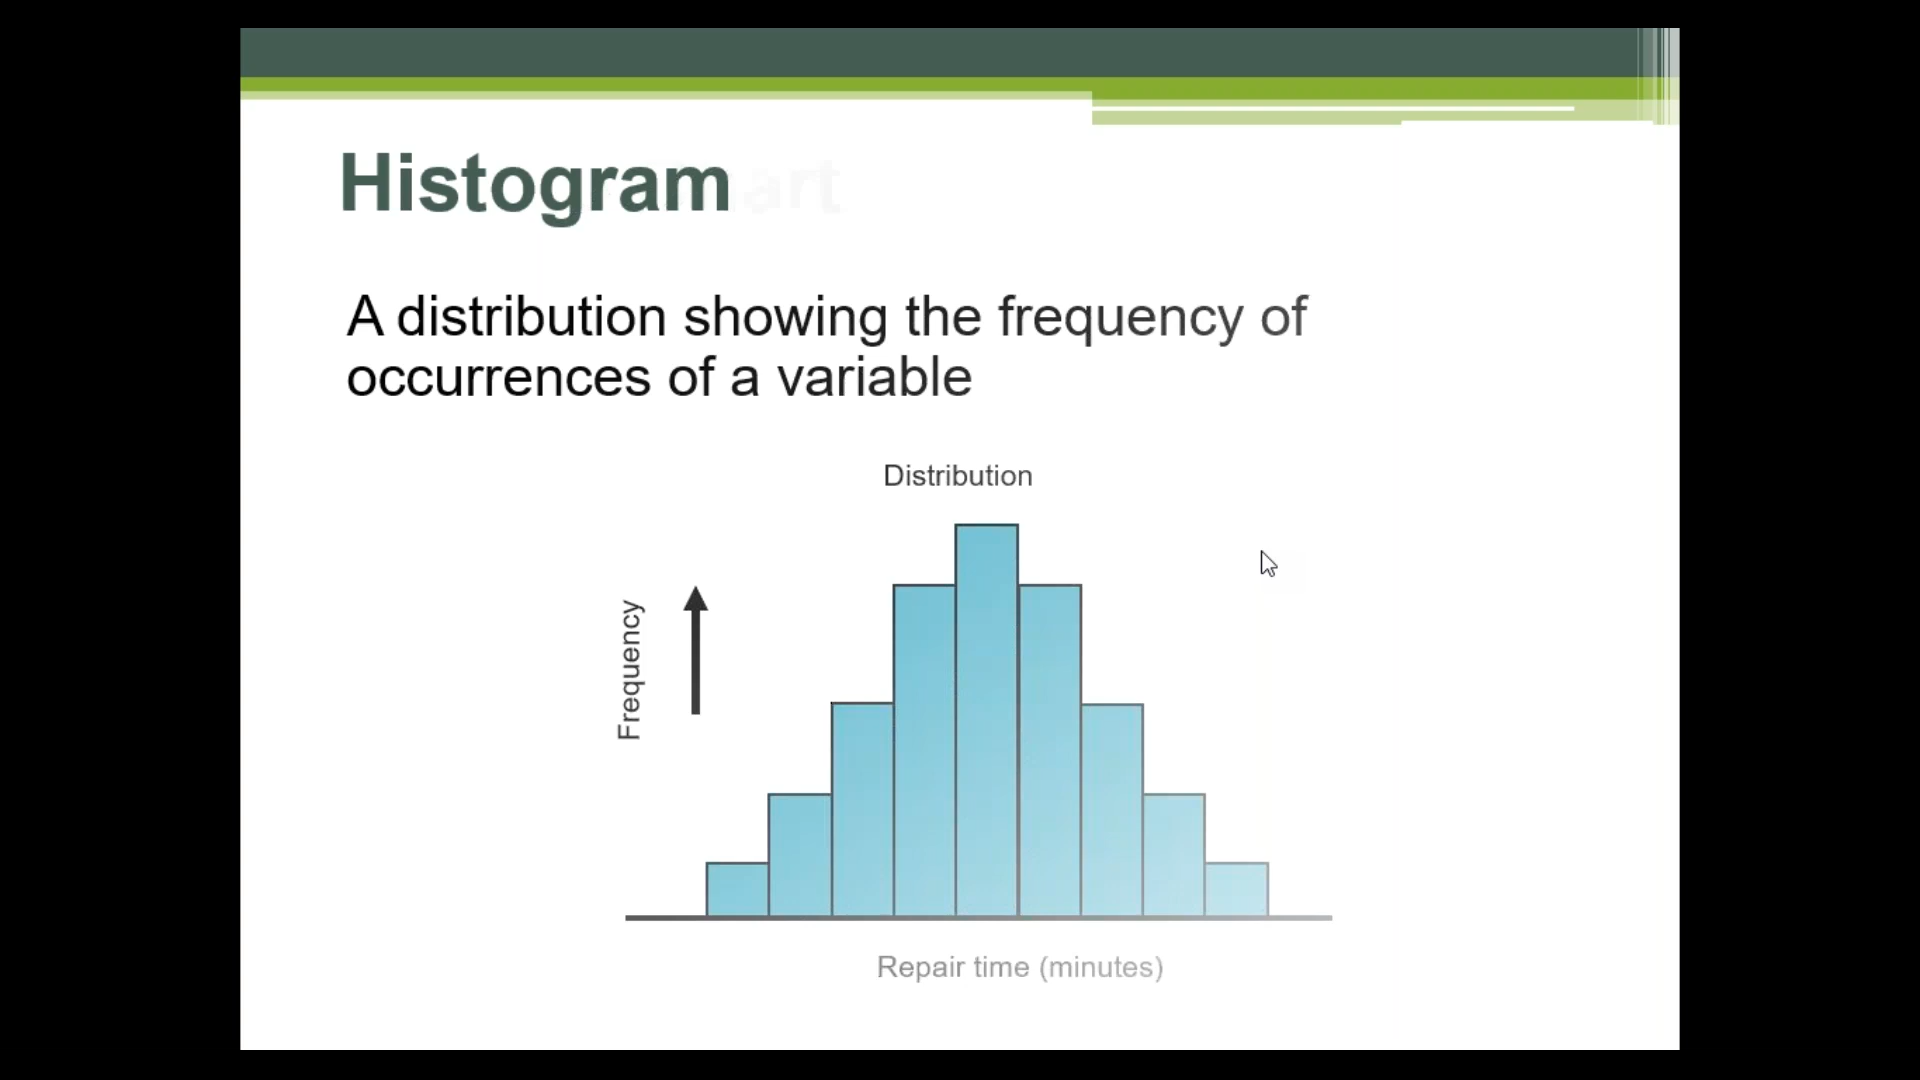 Histogram
A distribution showing the frequency of
occurrences of a variable
Distribution
Frequency
Repair time (minutes)